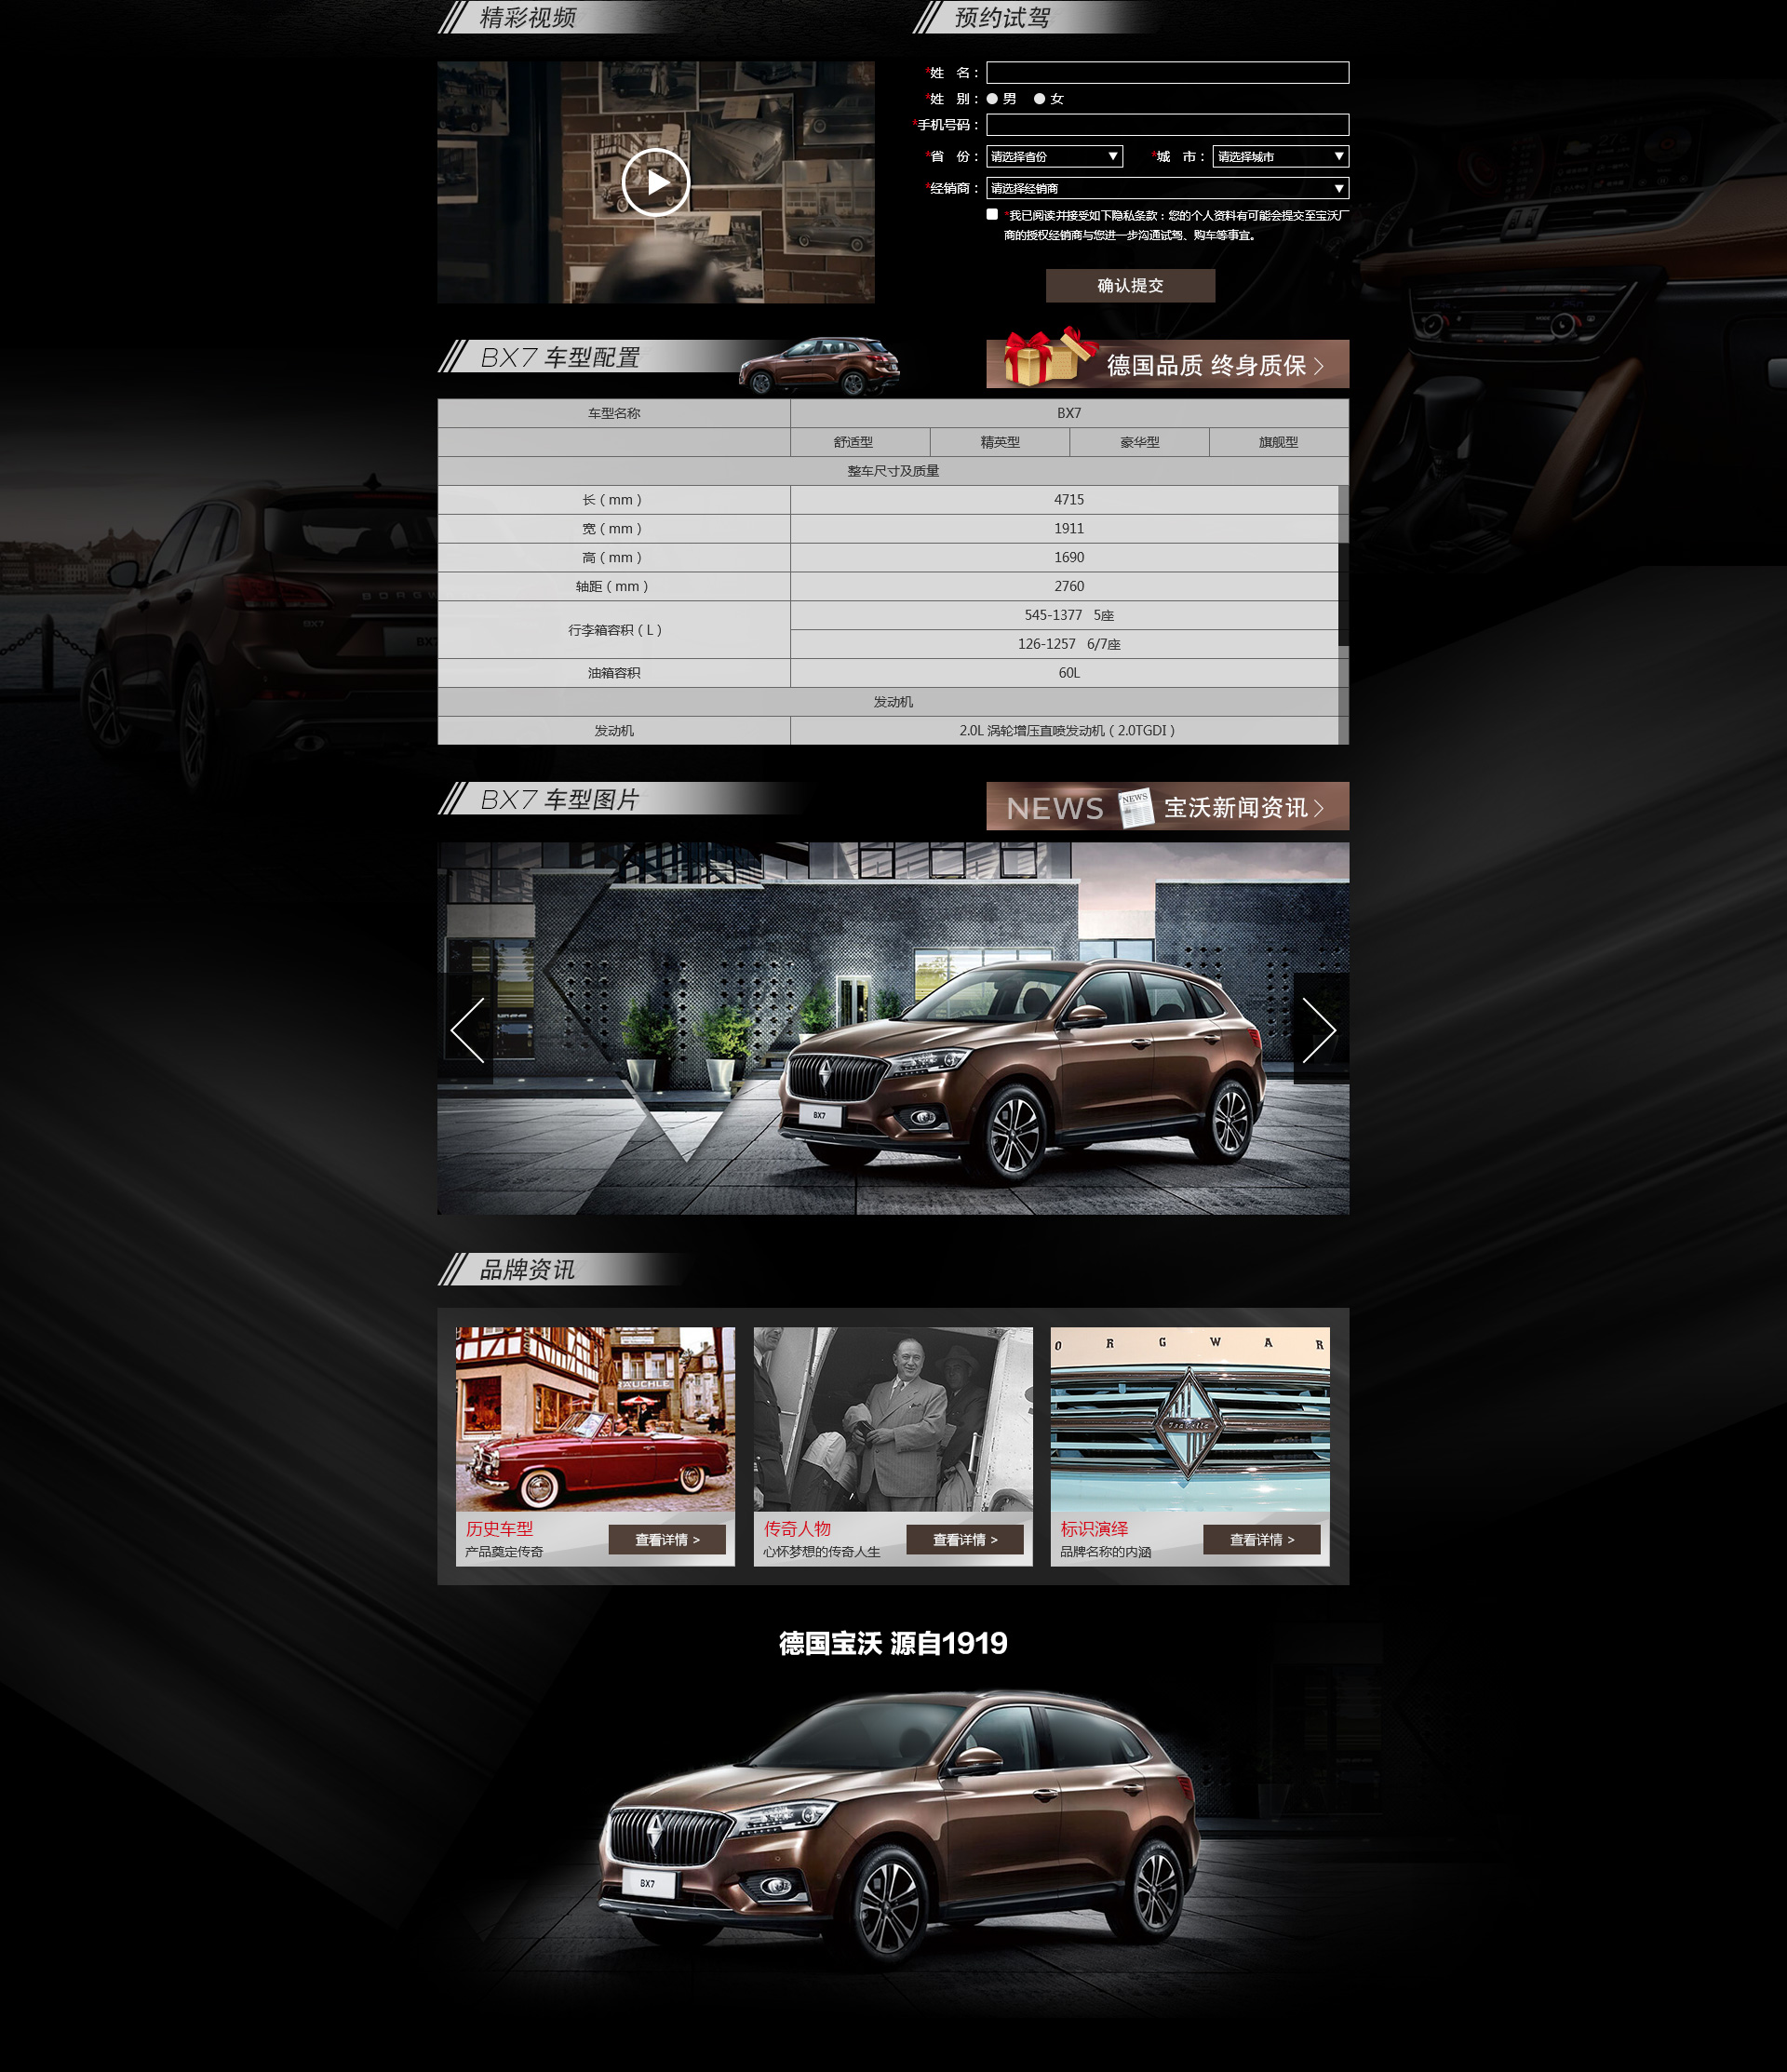 精彩视频
预约试驾
*姓 名：
*姓 别： 男 女
*手机号码：
*省 份： 请选择省份 ▼ *城 市： 请选择城市 ▼
*经销商： 请选择经销商 ▼
*我已阅读并接受如下隐私条款：您的个人资料有可能会提交至宝沃厂
商的授权经销商与您进一步沟通试驾、购车等事宜。
确认提交
BX7 车型配置
德国品质 终身质保 >
车型名称 BX7
舒适型 精英型 豪华型 旗舰型
整车尺寸及质量
长（mm） 4715
宽（mm） 1911
高（mm） 1690
轴距（mm） 2760
行李箱容积（L） 545-1377 5座
126-1257 6/7座
油箱容积 60L
发动机
发动机 2.0L 涡轮增压直喷发动机（2.0TGDI）
BORGW
BX7
BX7
BX7 车型图片
NEWS NEWS 宝沃新闻资讯 >
BX7
品牌资讯
RÄUCHLE
O R G W A R
历史车型
产品奠定传奇
查看详情 >
传奇人物
心怀梦想的传奇人生
查看详情 >
标识演绎
品牌名称的内涵
查看详情 >
德国宝沃 源自1919
BX7